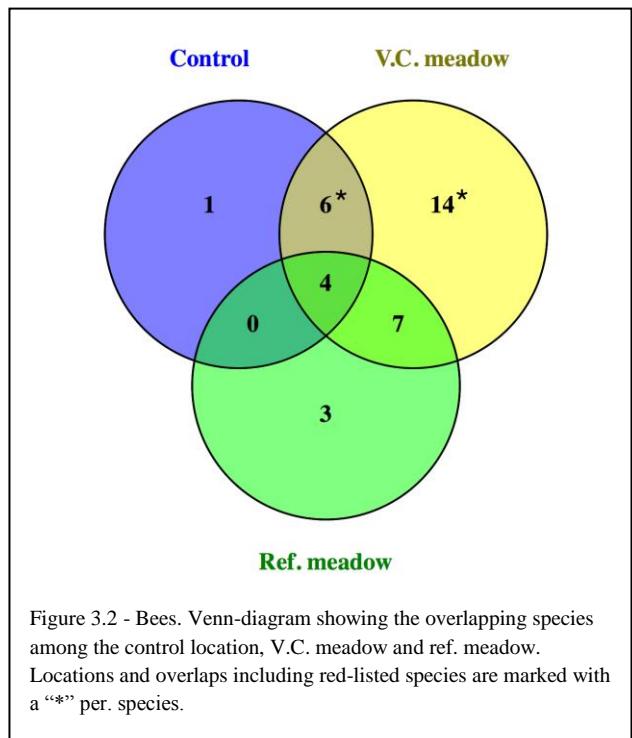 Control V.C. meadow
1 6* 14*
4
0 7
3
Ref. meadow
Figure 3.2 - Bees. Venn-diagram showing the overlapping species
among the control location, V.C. meadow and ref. meadow.
Locations and overlaps including red-listed species are marked with
a “*” per. species.